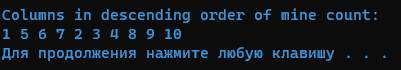 Columns in descending order of mine count:
1 5 6 7 2 3 4 8 9 10
Для продолжения нажмите любую клавишу . . .